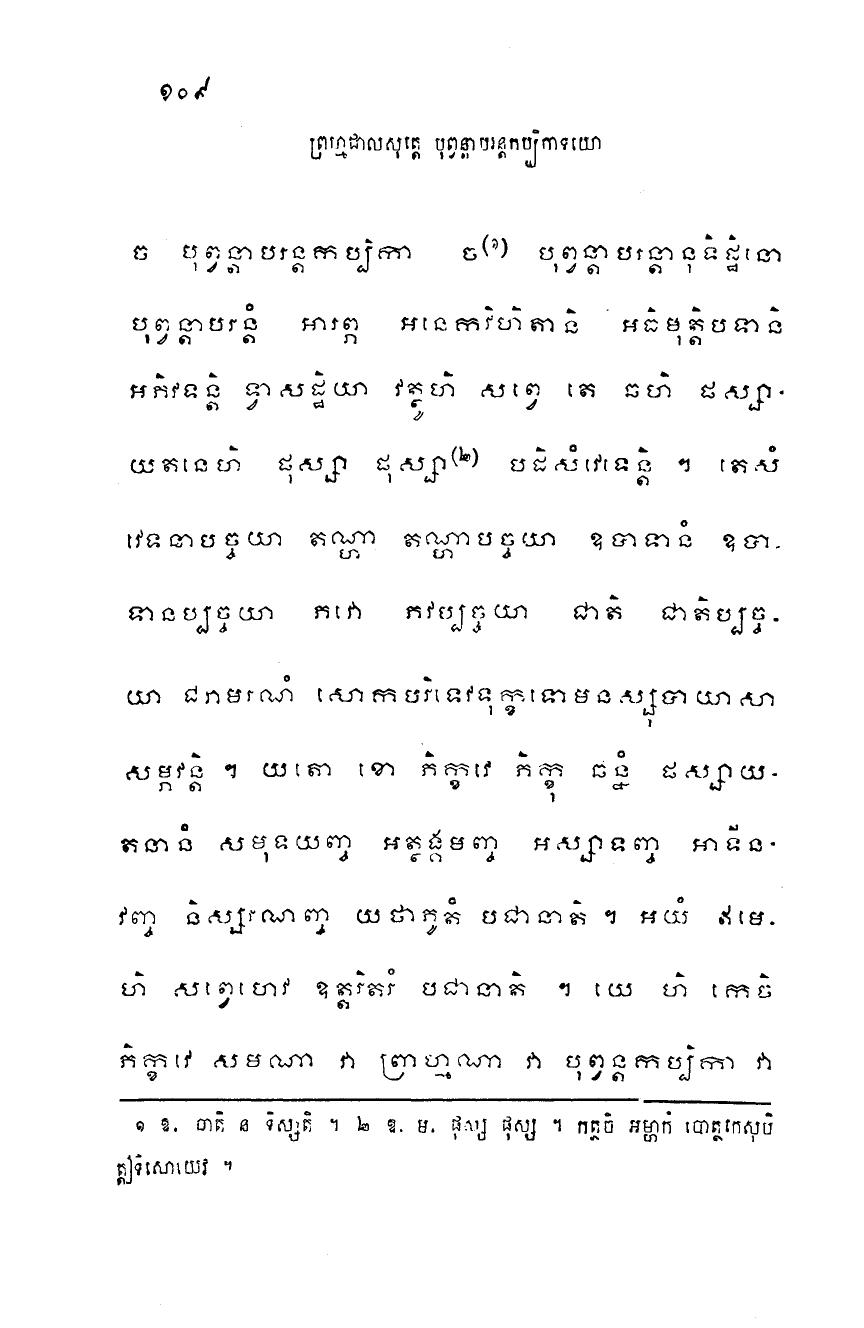 ១០៩
ព្រហ្មជាលសុត្តេ បុព្វន្តាបរន្តកប្បិកាទយោ
ច បុព្វន្តាបរន្តកប្បិកា ច(១) បុព្វន្តាបរន្តានុទិដ្ឋិនោ
បុព្វន្តាបរន្តំ អារព្ភ អនេកវិហិតានិ អធិមុត្តិបទានិ
អភិវទន្តិ ទ្វាសដ្ឋិយា វត្ថូហិ សព្វេ តេ ឆហិ ផស្សា-
យតនេហិ ផុស្សា ផុស្សា(២) បដិសំវេទេន្តិ ។ តេសំ
វេទនាបច្ចយា តណ្ហា តណ្ហាបច្ចយា ឧបាទានំ ឧបា-
ទានប្បច្ចយា ភវោ ភវប្បច្ចយា ជាតិ ជាតិប្បច្ច-
យា ជរាមរណំ សោកបរិទេវទុក្ខទោមនស្សុបាយាសា
សម្ភវន្តិ ។ យតោ ខោ ភិក្ខវេ ភិក្ខុ ឆន្នំ ផស្សាយ-
តនានំ សមុទយញ្ច អត្ថង្គមញ្ច អស្សាទញ្ច អាទីន-
វញ្ច និស្សរណញ្ច យថាភូតំ បជានាតិ ។ អយំ ឥមេ-
ហិ សព្វេហេវ ឧត្តរិតរំ បជានាតិ ។ យេ ហិ កេចិ
ភិក្ខវេ សមណា វា ព្រាហ្មណា វា បុព្វន្តកប្បិកា វា
១ ឱ. បាតិ ន ទិស្សតិ ។ ២ ឱ. ម. ផុស្ស ផុស្ស ។ កត្ថចិ អម្ហាកំ បោត្ថកេសុបិ
ឦទិសោយេវ ។